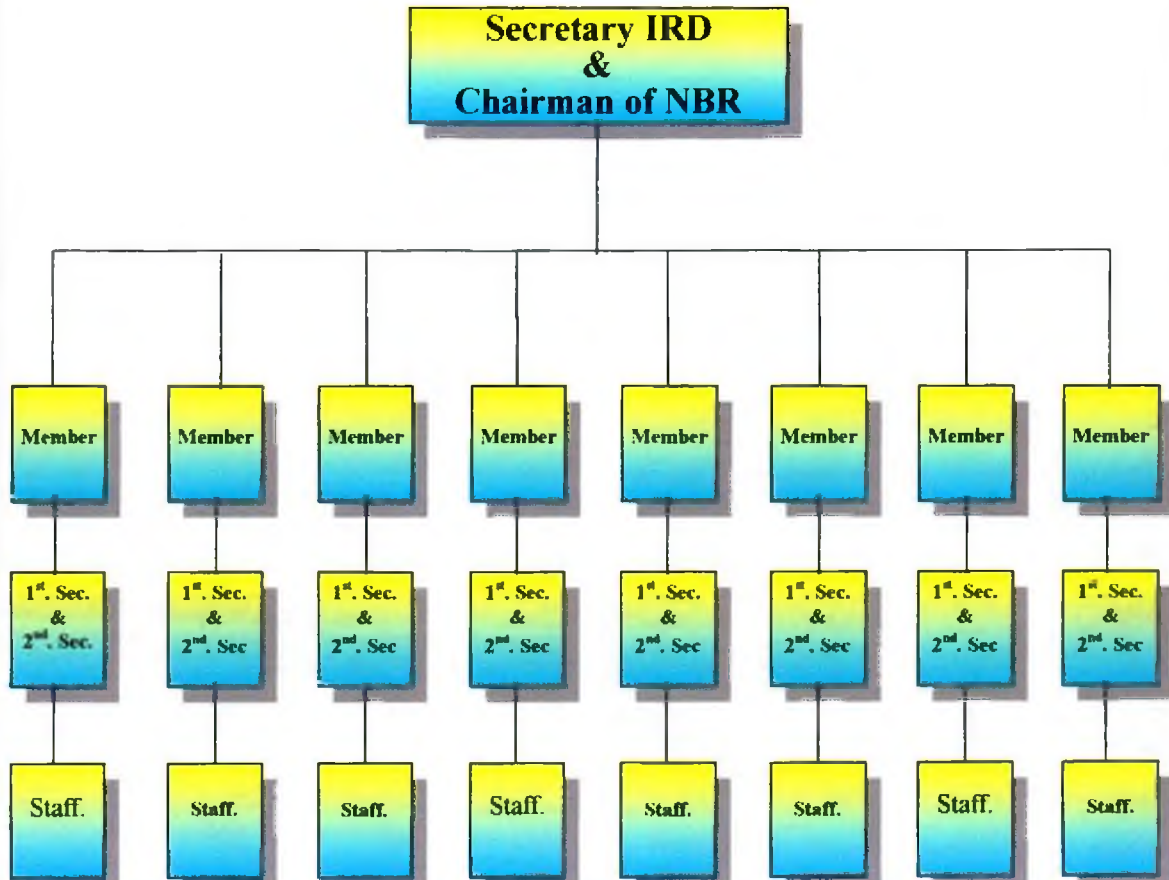 Secretary IRD
&
Chairman of NBR
Member Member Member Member Member Member Member Member
1st. Sec. 1st. Sec. 1st. Sec. 1st. Sec. 1st. Sec. 1st. Sec. 1st. Sec. 1st. Sec.
& & & & & & & &
2nd. Sec. 2nd. Sec 2nd. Sec 2nd. Sec 2nd. Sec 2nd. Sec 2nd. Sec 2nd. Sec
Staff. Staff. Staff. Staff. Staff. Staff. Staff. Staff.